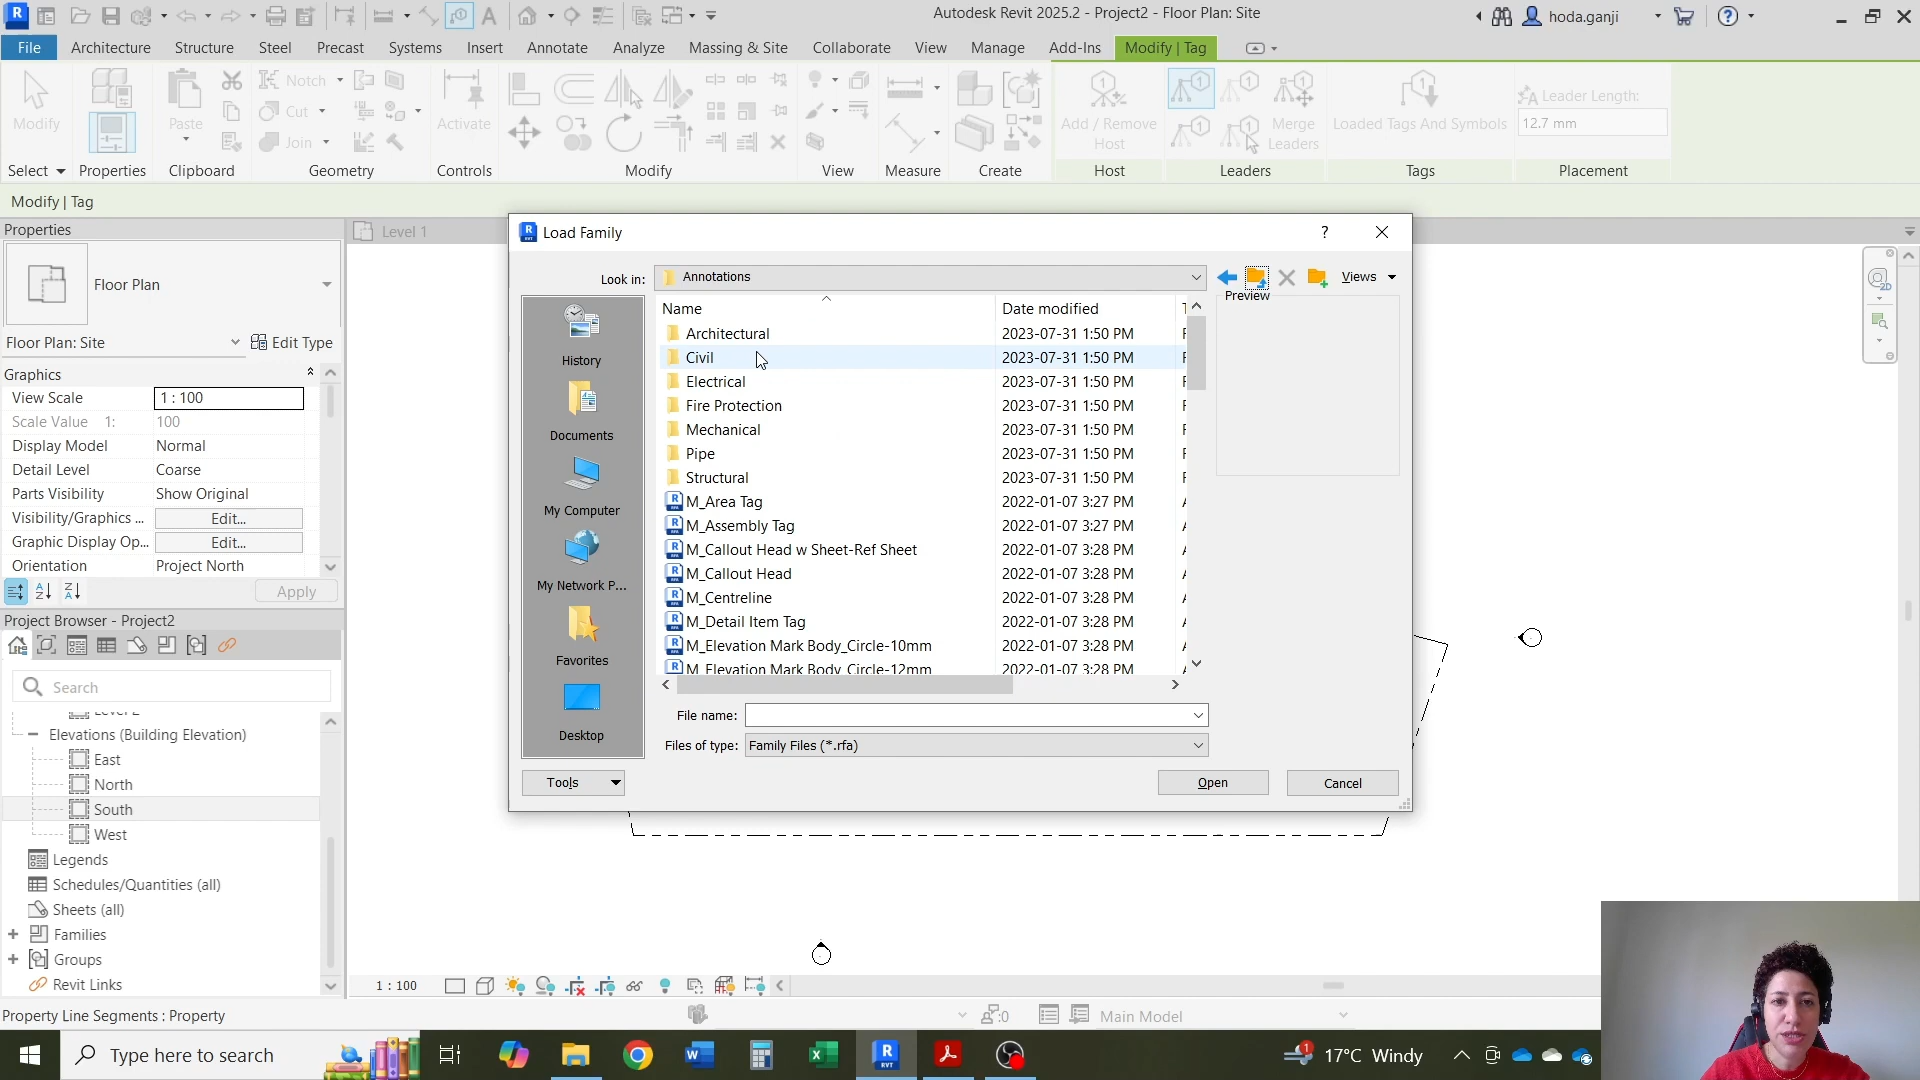 Autodesk Revit 2025.2 - Project2 - Floor Plan: Site
hoda.ganji
File
Architecture
Structure
Steel
Precast
Systems
Insert
Annotate
Analyze
Massing & Site
Collaborate
View
Manage
Add-Ins
Modify | Tag
Modify
Paste
Notch
Cut
Join
Activate
Add / Remove
Host
Merge
Leaders
Loaded Tags And Symbols
Leader Length:
12.7 mm
Select
Properties
Clipboard
Geometry
Controls
Modify
View
Measure
Create
Host
Leaders
Tags
Placement
Modify | Tag
Properties
Floor Plan
Floor Plan: Site
Edit Type
Graphics
View Scale
1 : 100
Scale Value 1:
100
Display Model
Normal
Detail Level
Coarse
Parts Visibility
Show Original
Visibility/Graphics ...
Edit...
Graphic Display Op...
Edit...
Orientation
Project North
Apply
Project Browser - Project2
Search
Elevations (Building Elevation)
East
North
South
West
Legends
Schedules/Quantities (all)
Sheets (all)
Families
Groups
Revit Links
Level 1
Load Family
Look in:
Annotations
Views
Preview
Name
Date modified
Architectural
2023-07-31 1:50 PM
Civil
2023-07-31 1:50 PM
Electrical
2023-07-31 1:50 PM
Fire Protection
2023-07-31 1:50 PM
Mechanical
2023-07-31 1:50 PM
Pipe
2023-07-31 1:50 PM
Structural
2023-07-31 1:50 PM
M_Area Tag
2022-01-07 3:27 PM
M_Assembly Tag
2022-01-07 3:27 PM
M_Callout Head w Sheet-Ref Sheet
2022-01-07 3:28 PM
M_Callout Head
2022-01-07 3:28 PM
M_Centreline
2022-01-07 3:28 PM
M_Detail Item Tag
2022-01-07 3:28 PM
M_Elevation Mark Body_Circle-10mm
2022-01-07 3:28 PM
M_Elevation Mark Body_Circle-12mm
2022-01-07 3:28 PM
History
Documents
My Computer
My Network P...
Favorites
Desktop
File name:
Files of type:
Family Files (*.rfa)
Tools
Open
Cancel
1 : 100
Property Line Segments : Property
:0
Main Model
Type here to search
17°C Windy